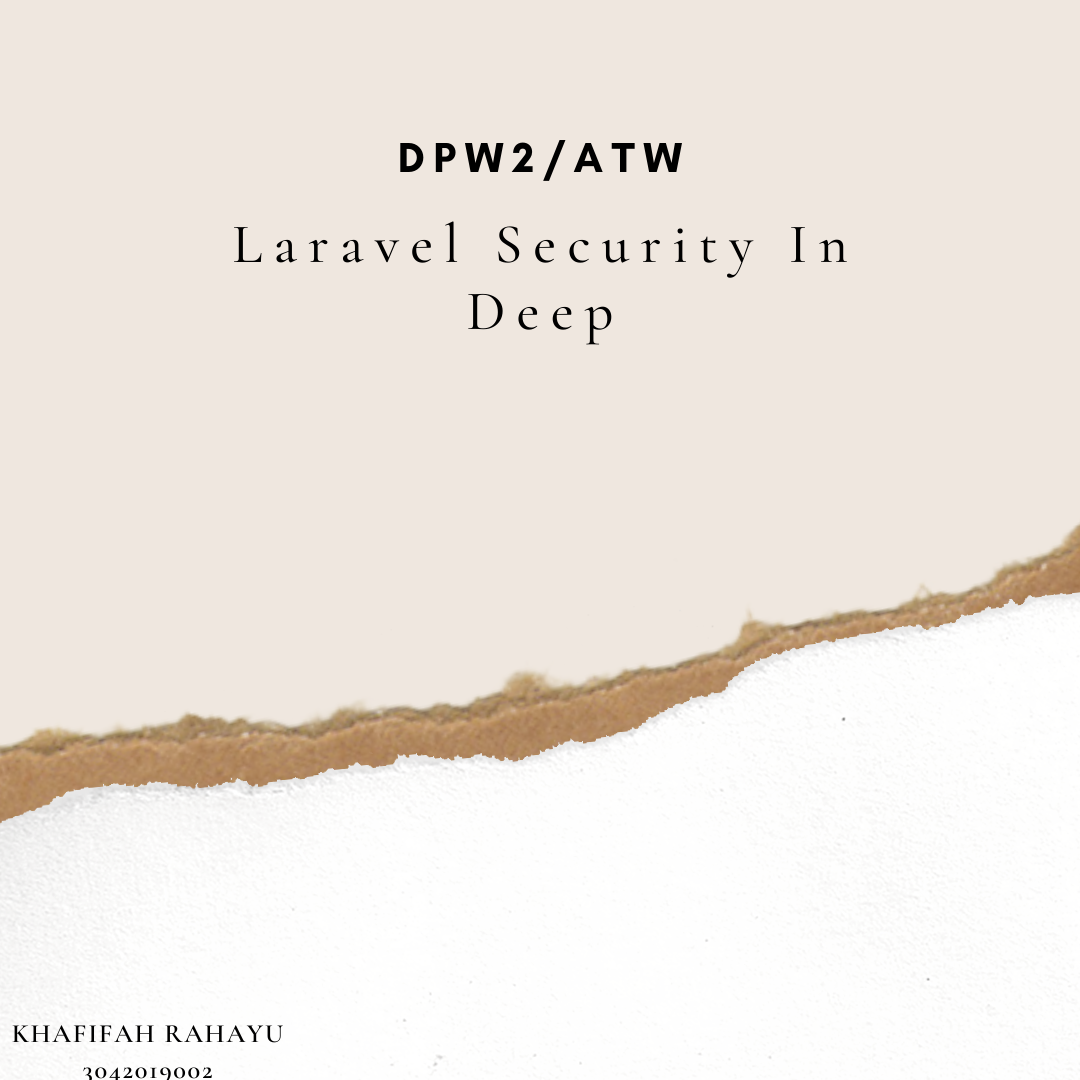 DPW2/ATW
Laravel Security In
Deep
KHAFIFAH RAHAYU
3042019002